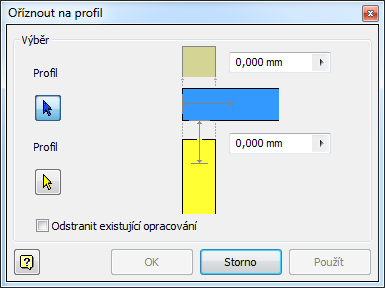 Oříznout na profil
Výběr
Profil
0,000 mm
Profil
0,000 mm
Odstranit existující opracování
OK
Storno
Použít